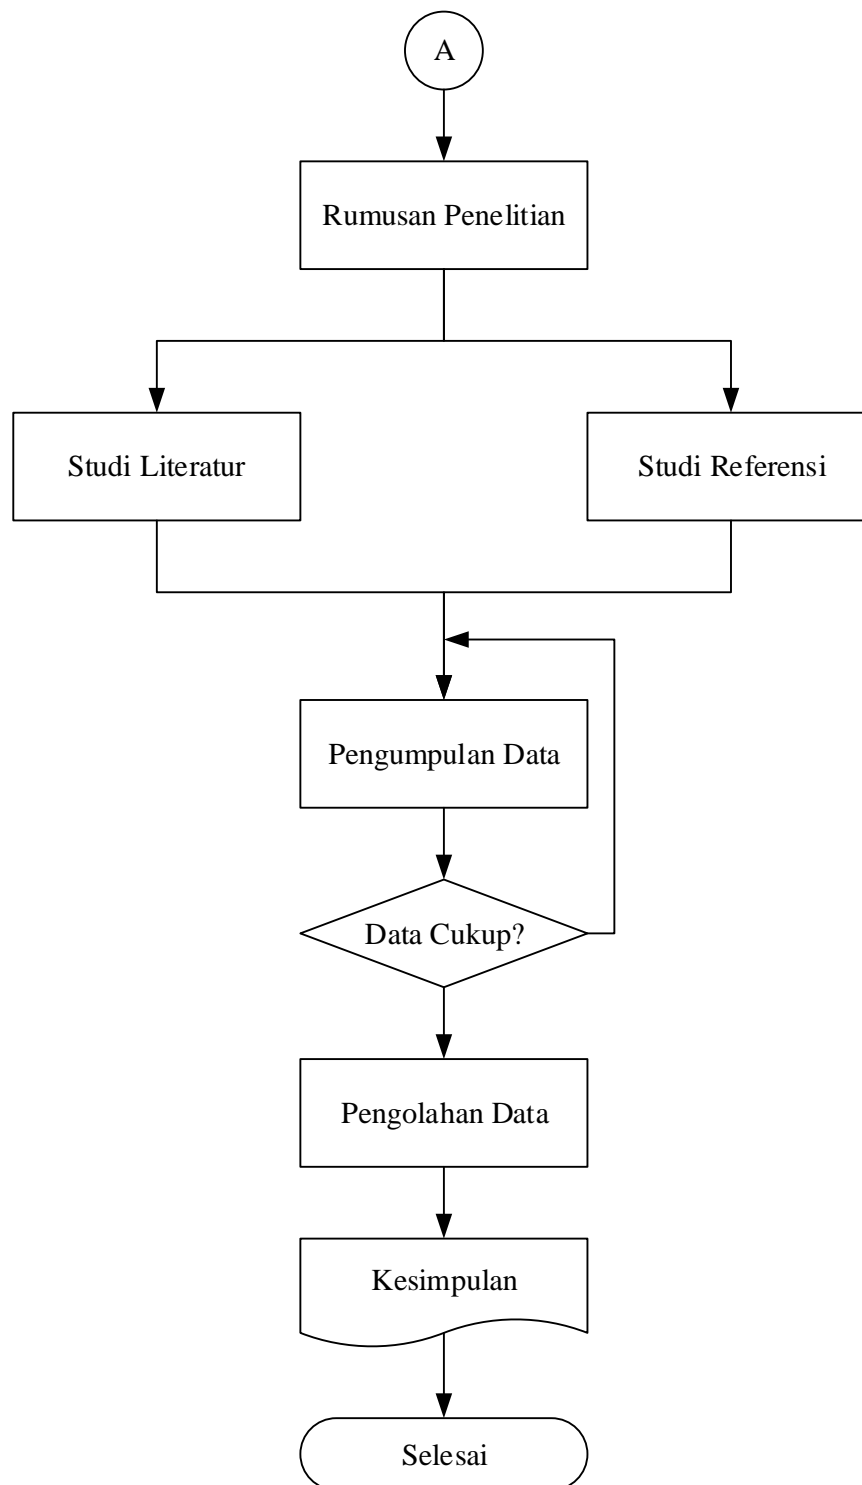 A
Rumusan Penelitian
Studi Literatur
Studi Referensi
Pengumpulan Data
Data Cukup?
Pengolahan Data
Kesimpulan
Selesai